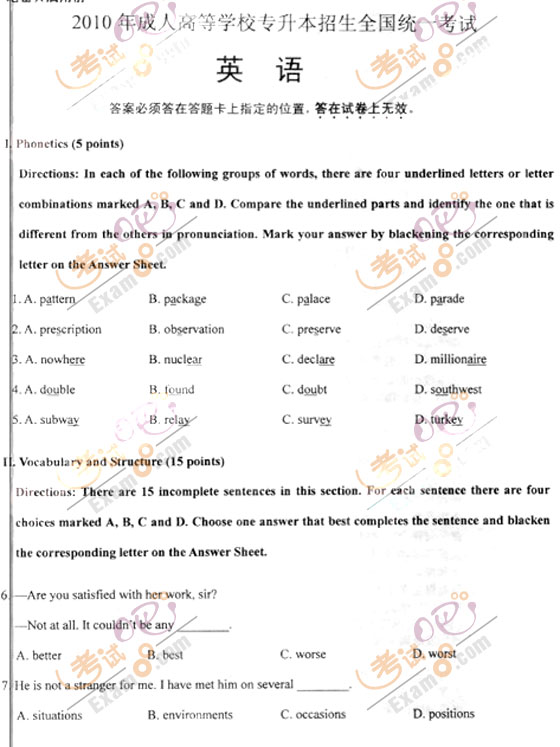 2010年成人高等学校专升本招生全国统一考试
英 语
答案必须答在答题卡上指定的位置,答在试卷上无效。
I. Phonetics (5 points)
Directions: In each of the following groups of words, there are four underlined letters or letter
combinations marked A, B, C and D. Compare the underlined parts and identify the one that is
different from the others in pronunciation. Mark your answer by blackening the corresponding
letter on the Answer Sheet.
1. A. pattern B. package C. palace D. parade
2. A. prescription B. observation C. preserve D. deserve
3. A. nowhere B. nuclear C. declare D. millionaire
4. A. double B. found C. doubt D. southwest
5. A. subway B. relay C. survey D. turkey
II. Vocabulary and Structure (15 points)
Directions: There are 15 incomplete sentences in this section. For each sentence there are four
choices marked A, B, C and D. Choose one answer that best completes the sentence and blacken
the corresponding letter on the Answer Sheet.
6. —Are you satisfied with her work, sir?
—Not at all. It couldn't be any ________.
A. better B. best C. worse D. worst
7. He is not a stranger for me. I have met him on several ________.
A. situations B. environments C. occasions D. positions
考试
Exam8.com